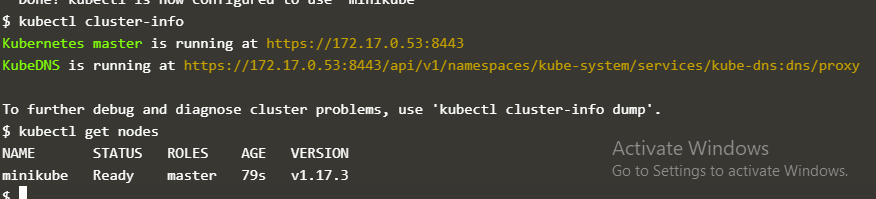 Done! kubectl is now configured to use "minikube"
$ kubectl cluster-info
Kubernetes master is running at https://172.17.0.53:8443
KubeDNS is running at https://172.17.0.53:8443/api/v1/namespaces/kube-system/services/kube-dns:dns/proxy
To further debug and diagnose cluster problems, use 'kubectl cluster-info dump'.
$ kubectl get nodes
NAME STATUS ROLES AGE VERSION
minikube Ready master 79s v1.17.3
$
Activate Windows
Go to Settings to activate Windows.